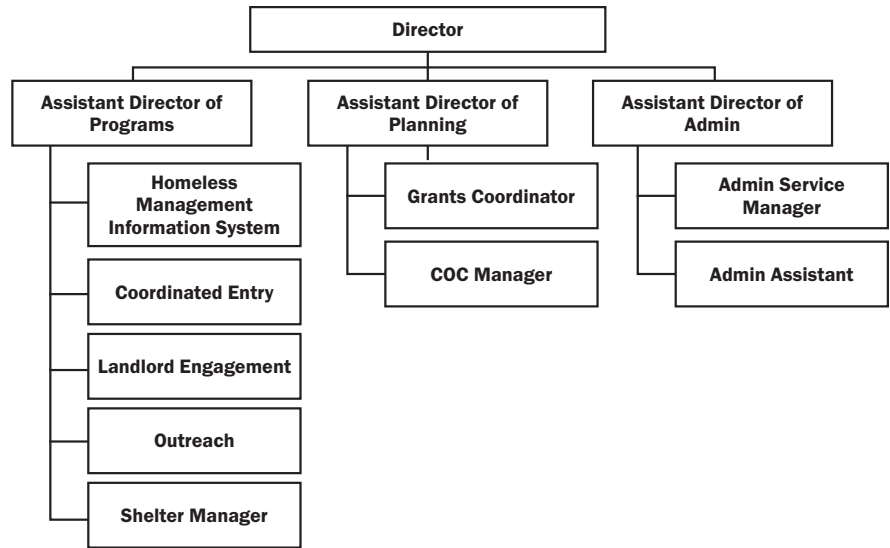 Director
Assistant Director of
Programs
Assistant Director of
Planning
Assistant Director of
Admin
Homeless
Management
Information System
Coordinated Entry
Landlord Engagement
Outreach
Shelter Manager
Grants Coordinator
COC Manager
Admin Service
Manager
Admin Assistant